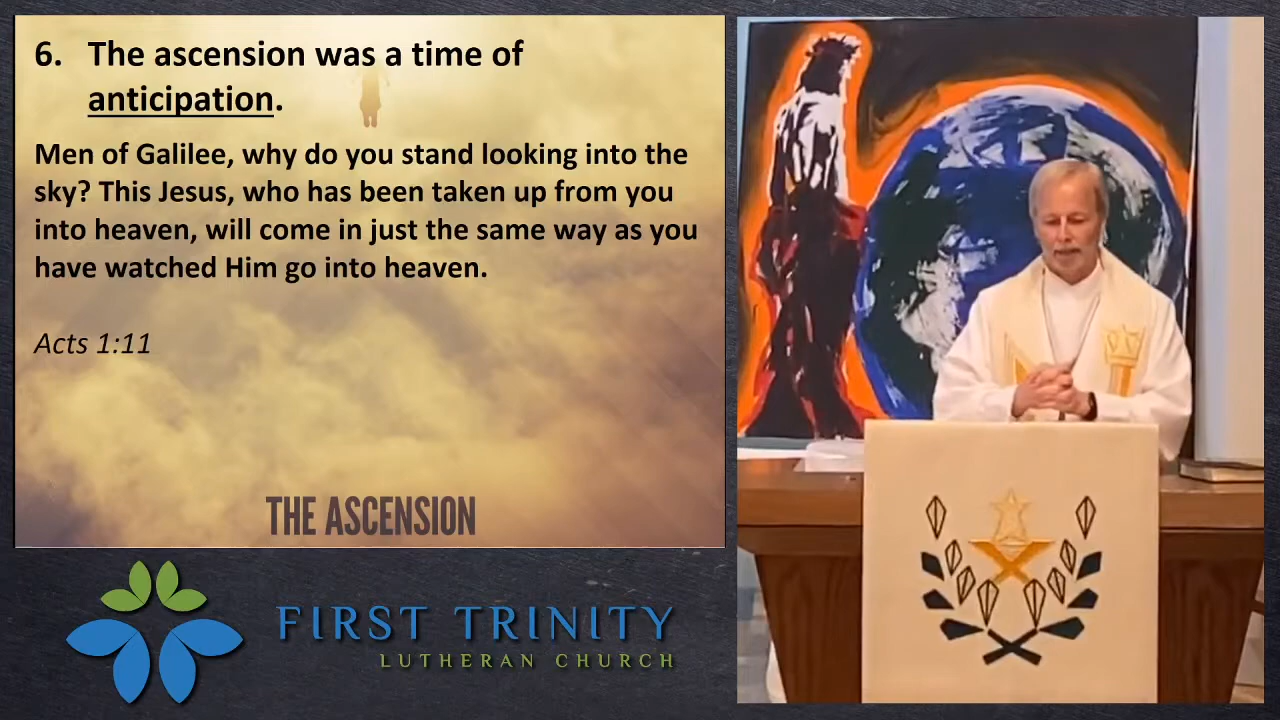 6. The ascension was a time of
anticipation.
Men of Galilee, why do you stand looking into the
sky? This Jesus, who has been taken up from you
into heaven, will come in just the same way as you
have watched Him go into heaven.
Acts 1:11
THE ASCENSION
FIRST TRINITY
LUTHERAN CHURCH